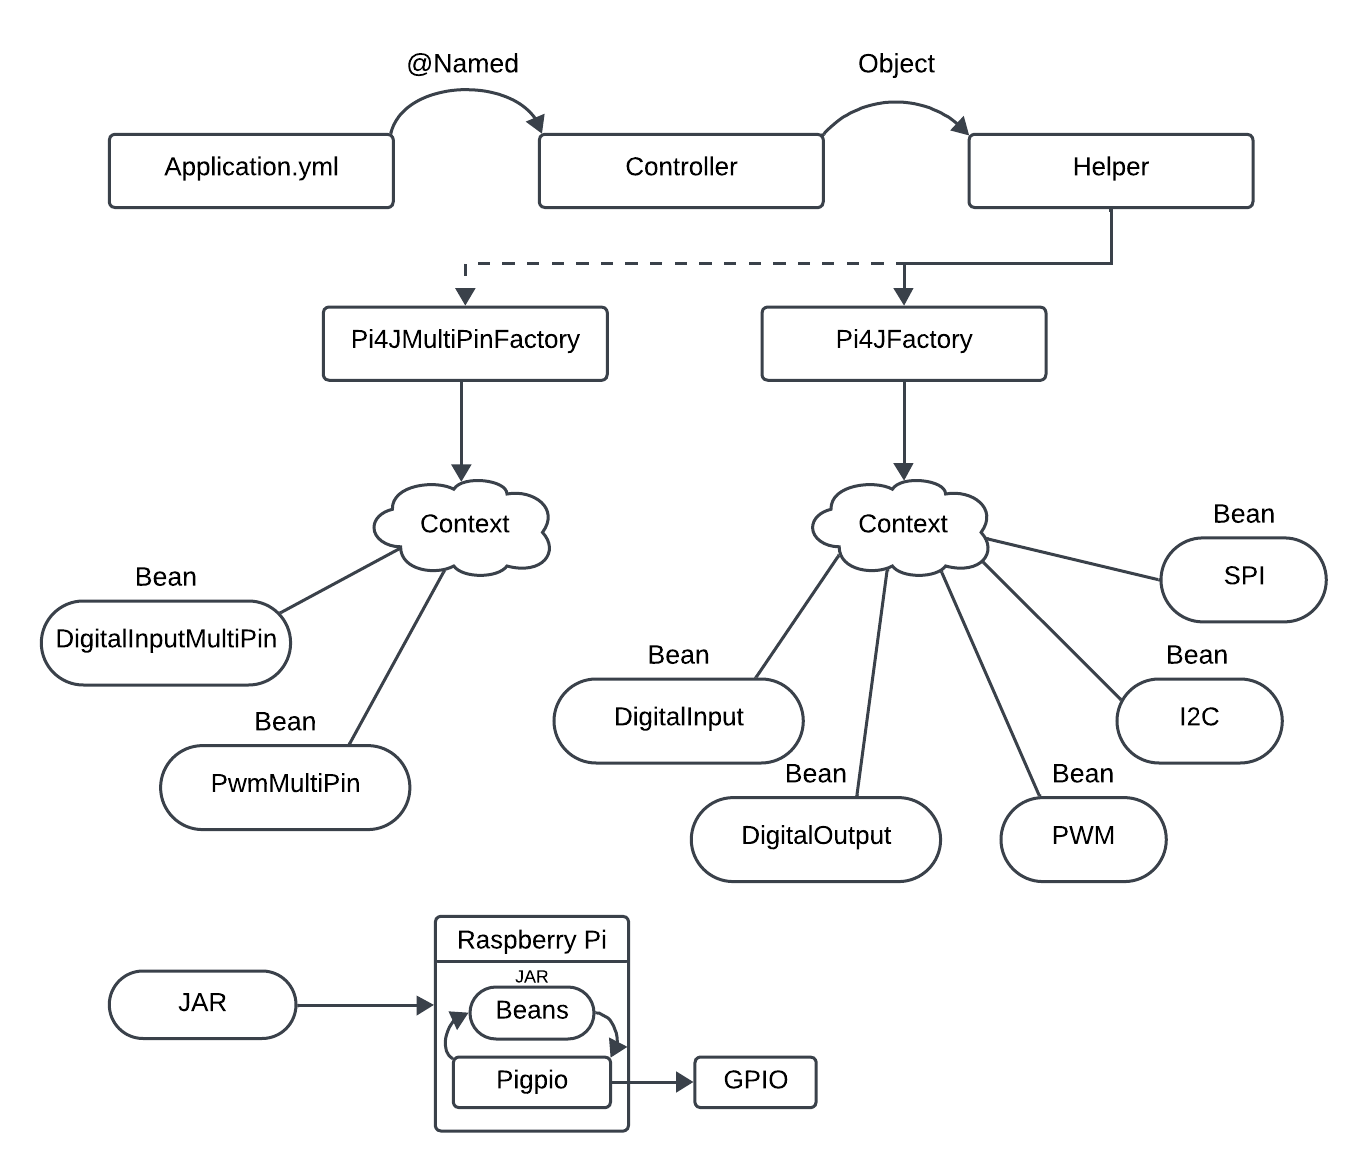 @Named
Object
Application.yml
Controller
Helper
Pi4JMultiPinFactory
Pi4JFactory
Context
Context
Bean
SPI
Bean
DigitalInputMultiPin
Bean
DigitalInput
Bean
I2C
Bean
PwmMultiPin
Bean
DigitalOutput
Bean
PWM
Raspberry Pi
JAR
JAR
Beans
Pigpio
GPIO